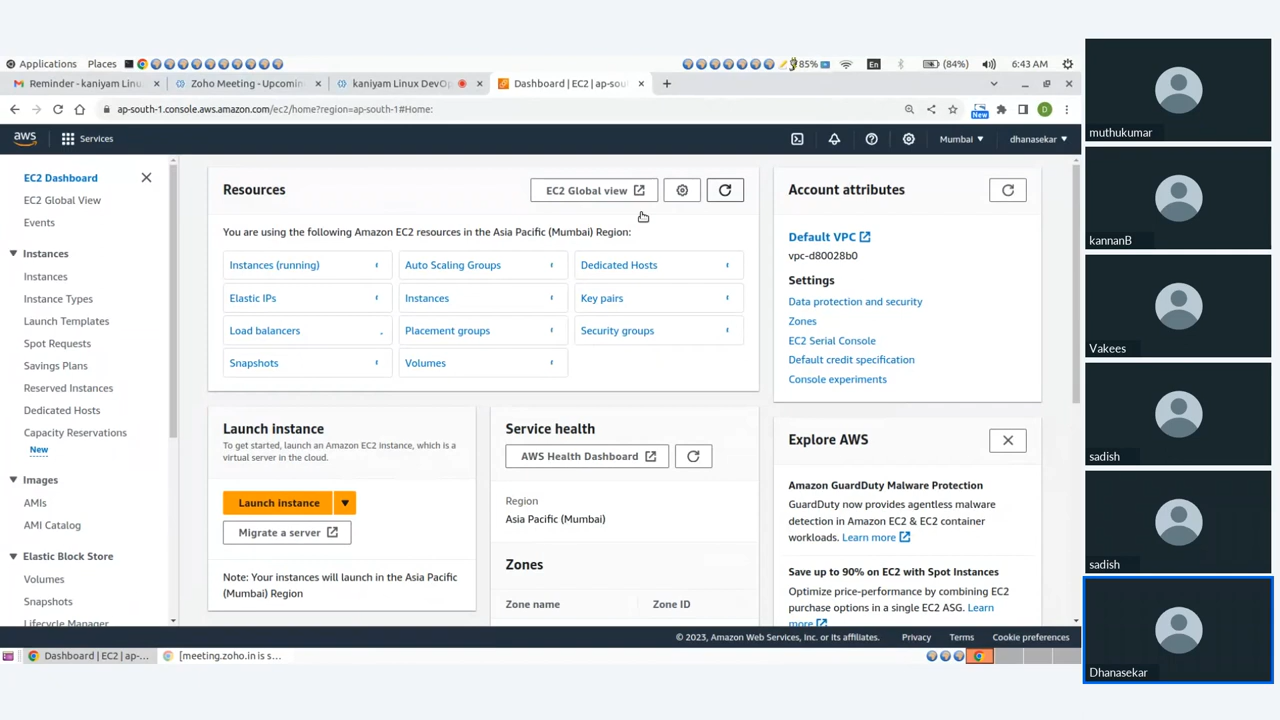 Applications Places 85% En (84%) 6:43 AM
Reminder - kaniyam Linu Zoho Meeting - Upcomin kaniyam Linux DevO Dashboard | EC2 | ap-sou
ap-south-1.console.aws.amazon.com/ec2/home?region=ap-south-1#Home: New D
aws Services Mumbai dhanasekar
EC2 Dashboard
EC2 Global View
Events
Instances
Instances
Instance Types
Launch Templates
Spot Requests
Savings Plans
Reserved Instances
Dedicated Hosts
Capacity Reservations
New
Images
AMIs
AMI Catalog
Elastic Block Store
Volumes
Snapshots
Lifecycle Manager
Resources
EC2 Global view
You are using the following Amazon EC2 resources in the Asia Pacific (Mumbai) Region:
Instances (running) Auto Scaling Groups Dedicated Hosts
Elastic IPs Instances Key pairs
Load balancers Placement groups Security groups
Snapshots Volumes
Launch instance
To get started, launch an Amazon EC2 instance, which is a
virtual server in the cloud.
Launch instance
Migrate a server
Note: Your instances will launch in the Asia Pacific
(Mumbai) Region
Service health
AWS Health Dashboard
Region
Asia Pacific (Mumbai)
Zones
Zone name Zone ID
Account attributes
Default VPC
vpc-d80028b0
Settings
Data protection and security
Zones
EC2 Serial Console
Default credit specification
Console experiments
Explore AWS
Amazon GuardDuty Malware Protection
GuardDuty now provides agentless malware
detection in Amazon EC2 & EC2 container
workloads. Learn more
Save up to 90% on EC2 with Spot Instances
Optimize price-performance by combining EC2
purchase options in a single EC2 ASG. Learn
more
© 2023, Amazon Web Services, Inc. or its affiliates. Privacy Terms Cookie preferences
Dashboard | EC2 | ap-... [meeting.zoho.in is s...
muthukumar
kannanB
Vakees
sadish
sadish
Dhanasekar